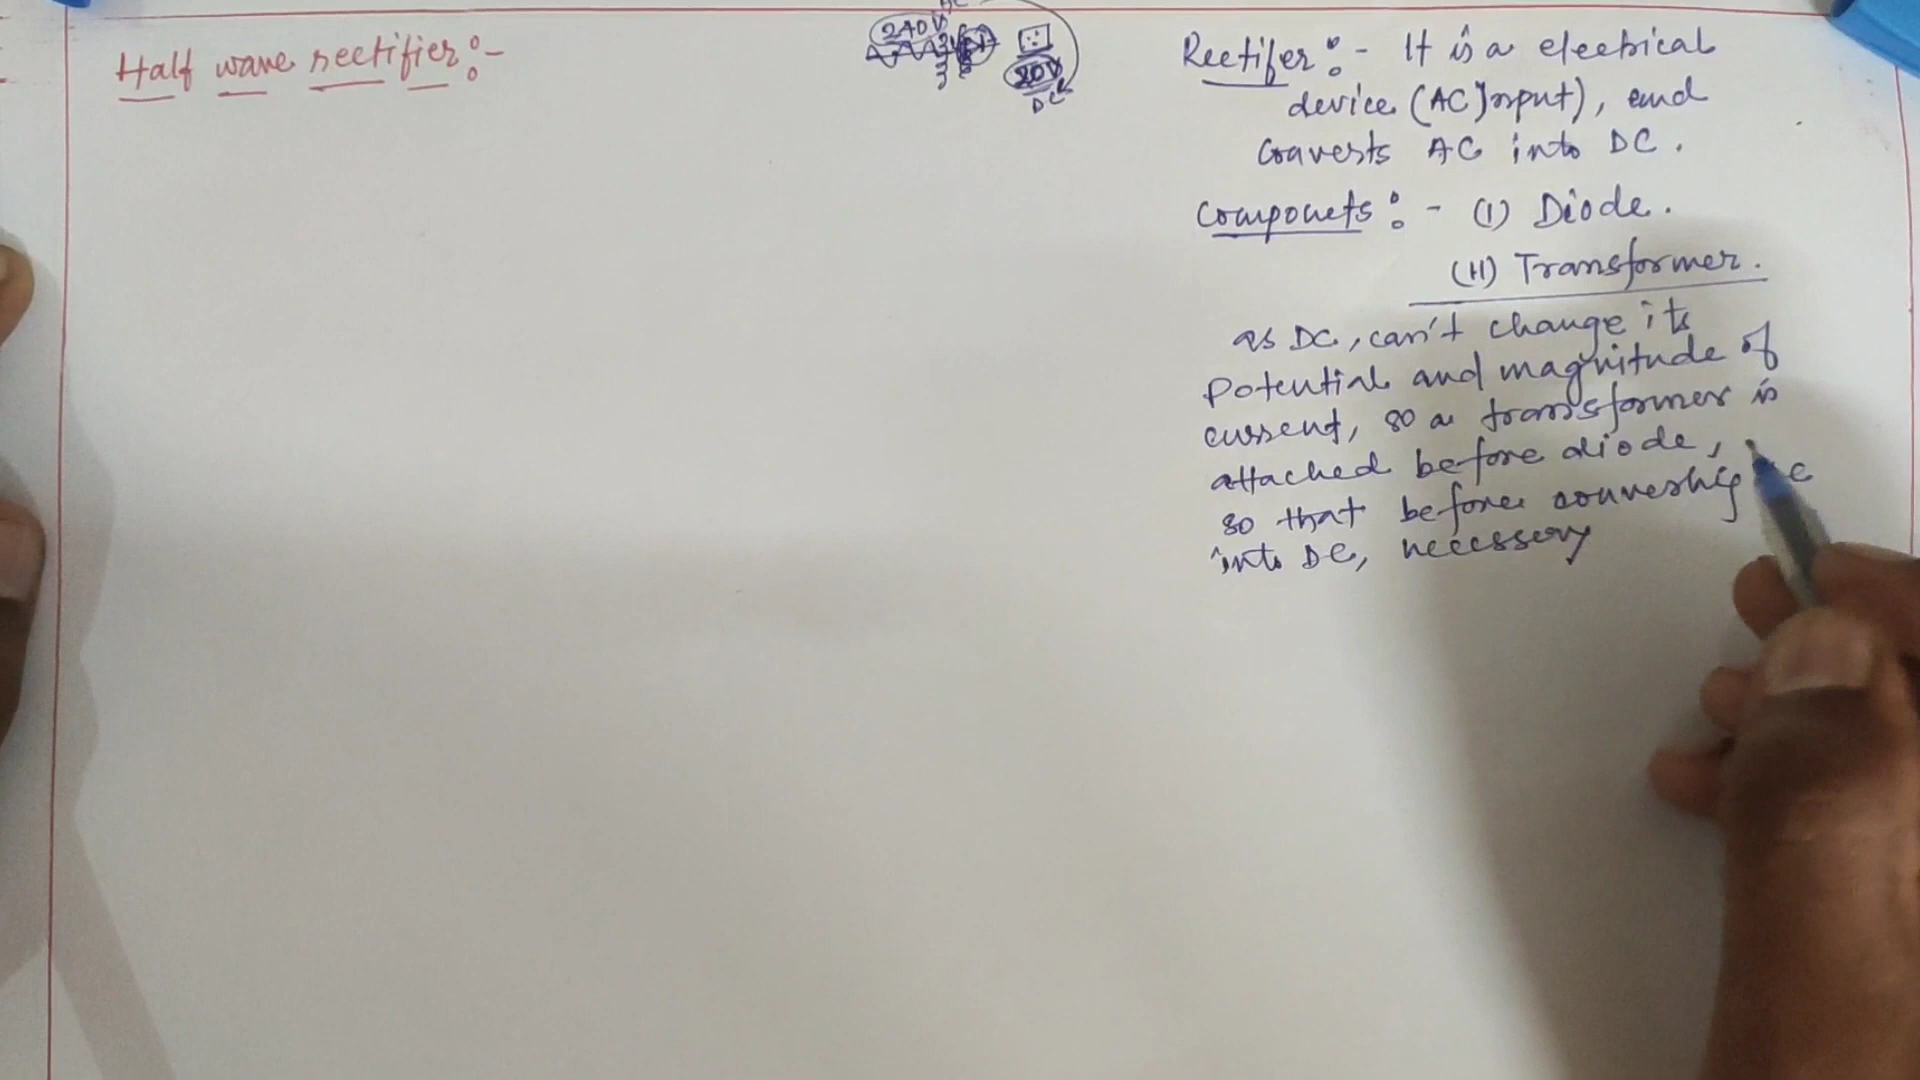 Half wave rectifier:-
240V
20V
DC
Rectifer:- It is a electrical
device (AC Input), and
Converts AC into DC.
Componets:- (I) Diode.
(II) Transformer.
as DC, can't change its
Potential and magnitude of
current, so a transformer is
attached before diode,
so that before converting
into DC, necessery